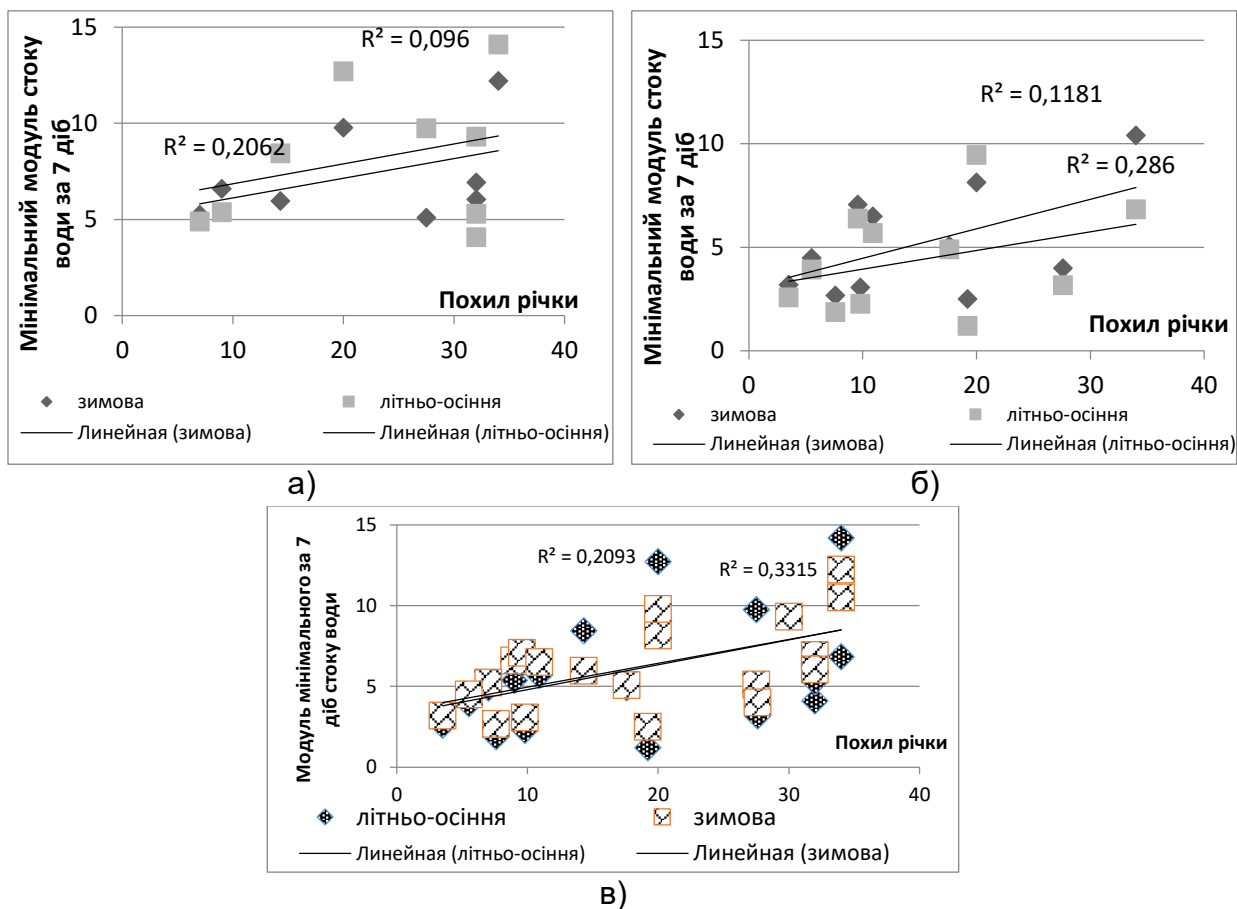 Мінімальний модуль стоку
води за 7 діб
15
10
5
0
R² = 0,096
R² = 0,2062
Похил річки
0 10 20 30 40
зимова літньо-осіння
Линейная (зимова) Линейная (літньо-осіння)
а)
Мінімальний модуль стоку
води за 7 діб
15
10
5
0
R² = 0,1181
R² = 0,286
Похил річки
0 10 20 30 40
зимова літньо-осіння
Линейная (зимова) Линейная (літньо-осіння)
б)
Модуль мінімального за 7
діб стоку води
15
10
5
0
R² = 0,2093
R² = 0,3315
Похил річки
0 10 20 30 40
літньо-осіння зимова
Линейная (літньо-осіння) Линейная (зимова)
в)